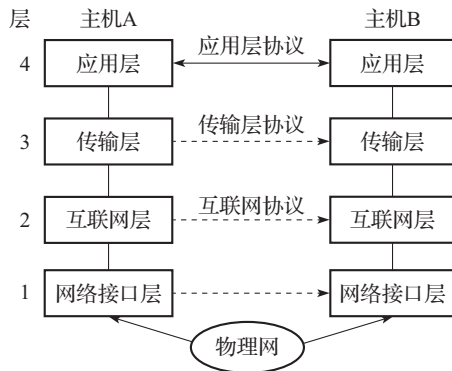 层 主机A 主机B
应用层协议
4 应用层 应用层
传输层协议
3 传输层 传输层
互联网协议
2 互联网层 互联网层
1 网络接口层 网络接口层
物理网